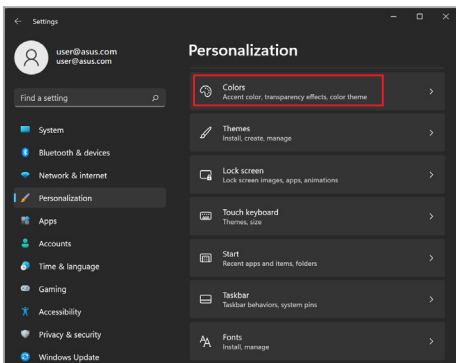 Settings
user@asus.com
user@asus.com
Find a setting
System
Bluetooth & devices
Network & internet
Personalization
Apps
Accounts
Time & language
Gaming
Accessibility
Privacy & security
Windows Update
Personalization
Colors
Accent color, transparency effects, color theme
Themes
Install, create, manage
Lock screen
Lock screen images, apps, animations
Touch keyboard
Themes, size
Start
Recent apps and items, folders
Taskbar
Taskbar behaviors, system pins
Fonts
Install, manage